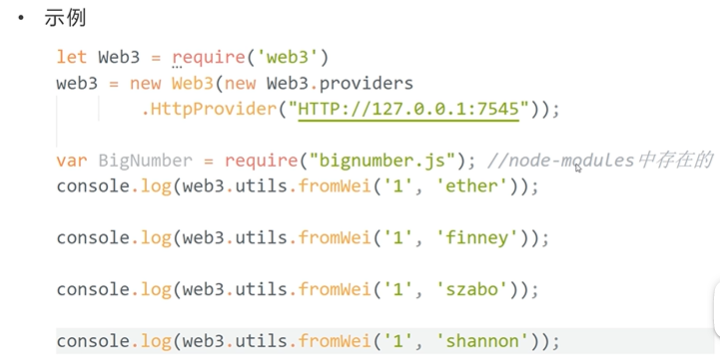 • 示例
let Web3 = require('web3')
web3 = new Web3(new Web3.providers
.HttpProvider("HTTP://127.0.0.1:7545"));
var BigNumber = require("bignumber.js"); //node-modules中存在的
console.log(web3.utils.fromWei('1', 'ether'));
console.log(web3.utils.fromWei('1', 'finney'));
console.log(web3.utils.fromWei('1', 'szabo'));
console.log(web3.utils.fromWei('1', 'shannon'));